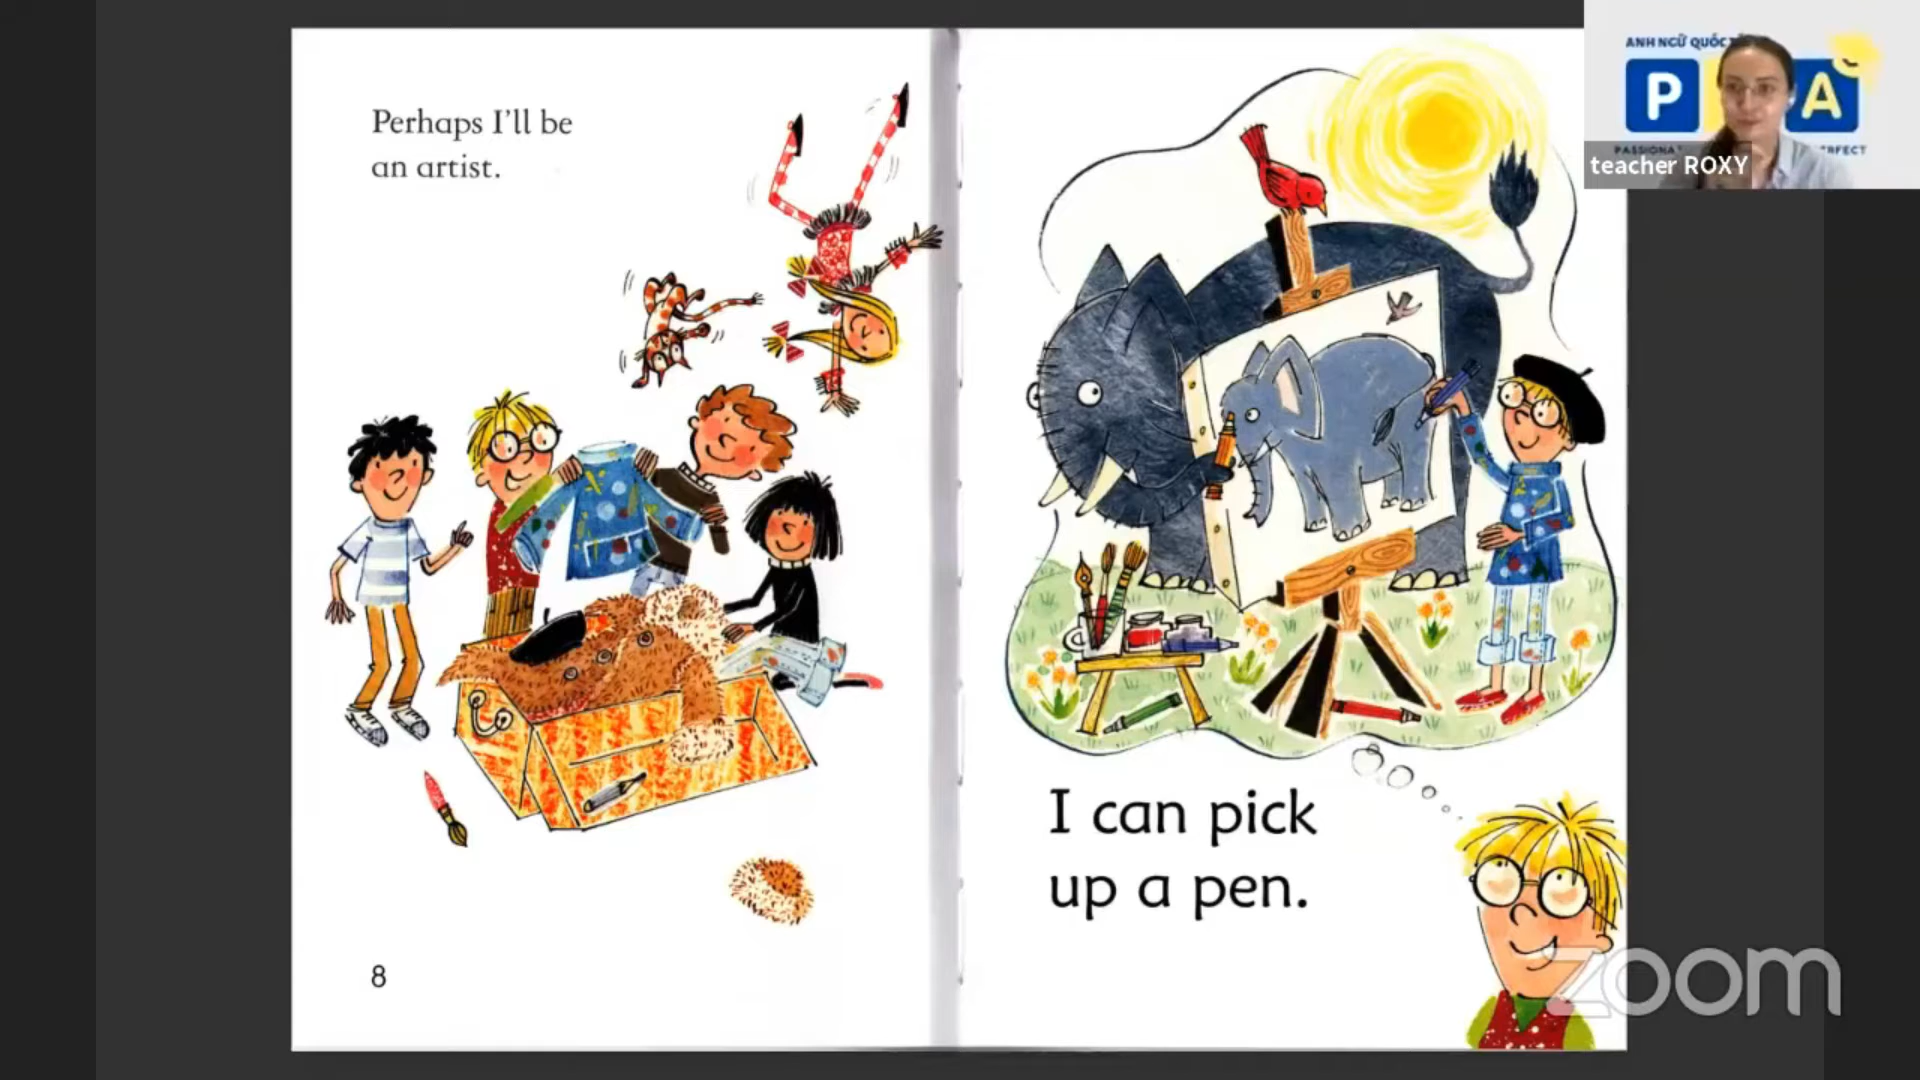 Perhaps I'll be
an artist.
8
I can pick
up a pen.
ANH NGỮ QUỐC
P A
teacher ROXY
zoom